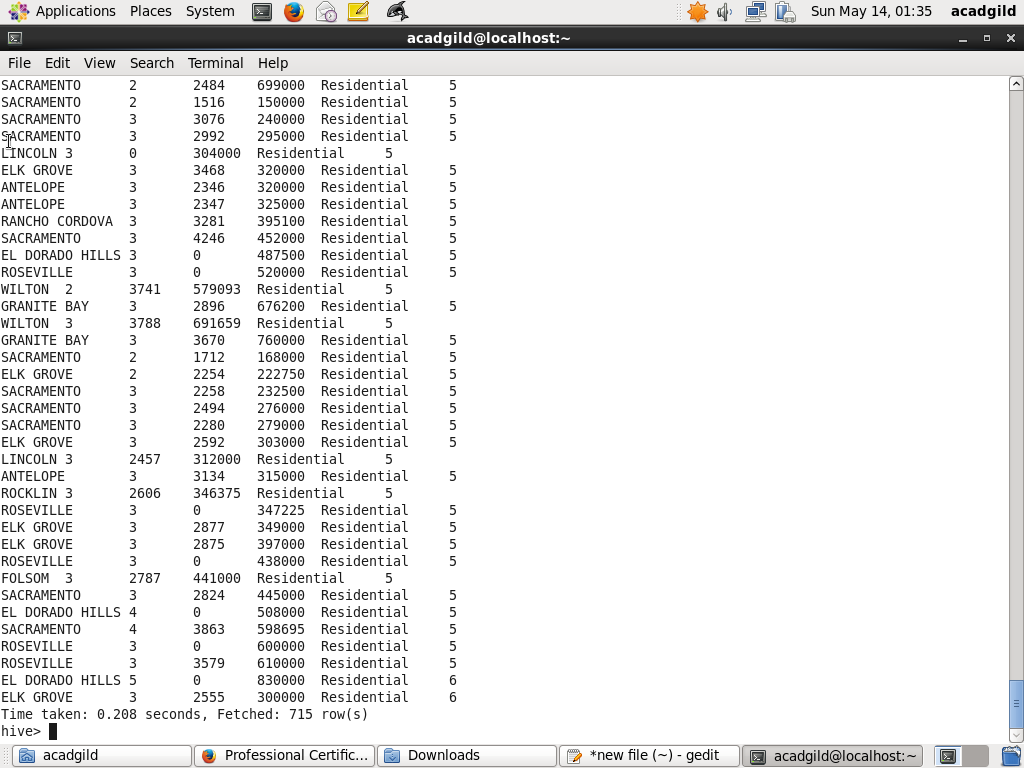 Applications Places System Sun May 14, 01:35 acadgild
acadgild@localhost:~
File Edit View Search Terminal Help
SACRAMENTO 2 2484 699000 Residential 5
SACRAMENTO 2 1516 150000 Residential 5
SACRAMENTO 3 3076 240000 Residential 5
SACRAMENTO 3 2992 295000 Residential 5
LINCOLN 3 0 304000 Residential 5
ELK GROVE 3 3468 320000 Residential 5
ANTELOPE 3 2346 320000 Residential 5
ANTELOPE 3 2347 325000 Residential 5
RANCHO CORDOVA 3 3281 395100 Residential 5
SACRAMENTO 3 4246 452000 Residential 5
EL DORADO HILLS 3 0 487500 Residential 5
ROSEVILLE 3 0 520000 Residential 5
WILTON 2 3741 579093 Residential 5
GRANITE BAY 3 2896 676200 Residential 5
WILTON 3 3788 691659 Residential 5
GRANITE BAY 3 3670 760000 Residential 5
SACRAMENTO 2 1712 168000 Residential 5
ELK GROVE 2 2254 222750 Residential 5
SACRAMENTO 3 2258 232500 Residential 5
SACRAMENTO 3 2494 276000 Residential 5
SACRAMENTO 3 2280 279000 Residential 5
ELK GROVE 3 2592 303000 Residential 5
LINCOLN 3 2457 312000 Residential 5
ANTELOPE 3 3134 315000 Residential 5
ROCKLIN 3 2606 346375 Residential 5
ROSEVILLE 3 0 347225 Residential 5
ELK GROVE 3 2877 349000 Residential 5
ELK GROVE 3 2875 397000 Residential 5
ROSEVILLE 3 0 438000 Residential 5
FOLSOM 3 2787 441000 Residential 5
SACRAMENTO 3 2824 445000 Residential 5
EL DORADO HILLS 4 0 508000 Residential 5
SACRAMENTO 4 3863 598695 Residential 5
ROSEVILLE 3 0 600000 Residential 5
ROSEVILLE 3 3579 610000 Residential 5
EL DORADO HILLS 5 0 830000 Residential 6
ELK GROVE 3 2555 300000 Residential 6
Time taken: 0.208 seconds, Fetched: 715 row(s)
hive>
acadgild Professional Certific... Downloads *new file (~) - gedit acadgild@localhost:~